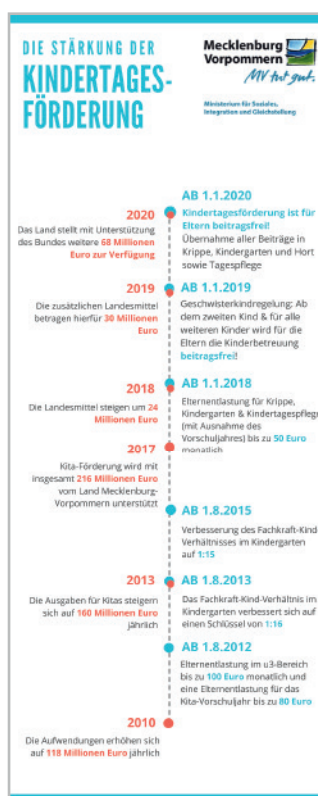 DIE STÄRKUNG DER
KINDERTAGES-
FÖRDERUNG
Mecklenburg
Vorpommern
MV tut gut.
Ministerium für Soziales,
Integration und Gleichstellung
AB 1.1.2020
Kindertagesförderung ist für
Eltern beitragsfrei!
Übernahme aller Beiträge in
Krippe, Kindergarten und Hort
sowie Tagespflege
2020
Das Land stellt mit Unterstützung
des Bundes weitere 68 Millionen
Euro zur Verfügung
AB 1.1.2019
Geschwisterkindregelung: Ab
dem zweiten Kind & für alle
weiteren Kinder wird für die
Eltern die Kinderbetreuung
beitragsfrei!
2019
Die zusätzlichen Landesmittel
betragen hierfür 30 Millionen
Euro
AB 1.1.2018
Elternentlastung für Krippe,
Kindergarten & Kindertagespflege
(mit Ausnahme des
Vorschuljahres) bis zu 50 Euro
monatlich
2018
Die Landesmittel steigen um 24
Millionen Euro
2017
Kita-Förderung wird mit
insgesamt 216 Millionen Euro
vom Land Mecklenburg-
Vorpommern unterstützt
AB 1.8.2015
Verbesserung des Fachkraft-Kind-
Verhältnisses im Kindergarten
auf 1:15
2013
Die Ausgaben für Kitas steigern
sich auf 160 Millionen Euro
jährlich
AB 1.8.2013
Das Fachkraft-Kind-Verhältnis im
Kindergarten verbessert sich auf
einen Schlüssel von 1:16
AB 1.8.2012
Elternentlastung im u3-Bereich
bis zu 100 Euro monatlich und
eine Elternentlastung für das
Kita-Vorschuljahr bis zu 80 Euro
2010
Die Aufwendungen erhöhen sich
auf 118 Millionen Euro jährlich